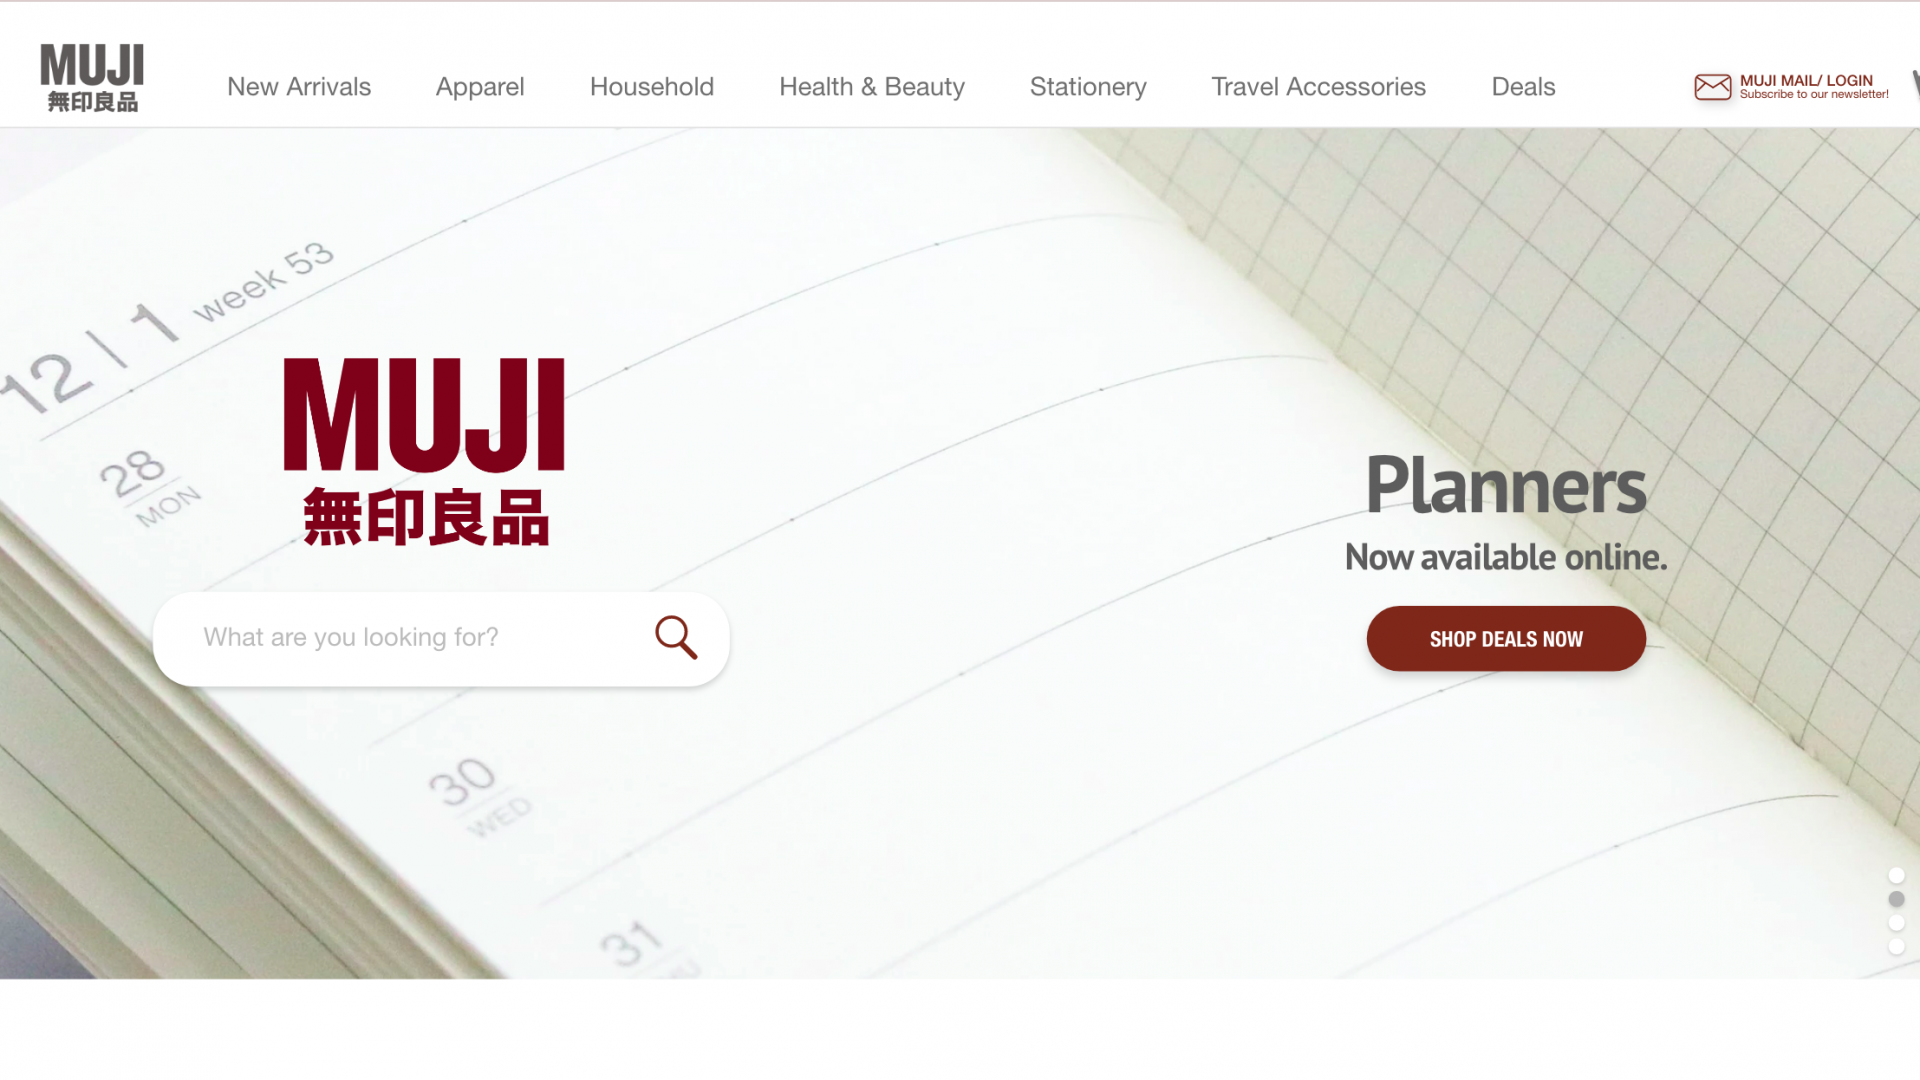 MUJI
無印良品
New Arrivals
Apparel
Household
Health & Beauty
Stationery
Travel Accessories
Deals
MUJI MAIL/ LOGIN
Subscribe to our newsletter!
12 | 1 week 53
28
MON
MUJI
無印良品
What are you looking for?
Planners
Now available online.
SHOP DEALS NOW
30
WED
31